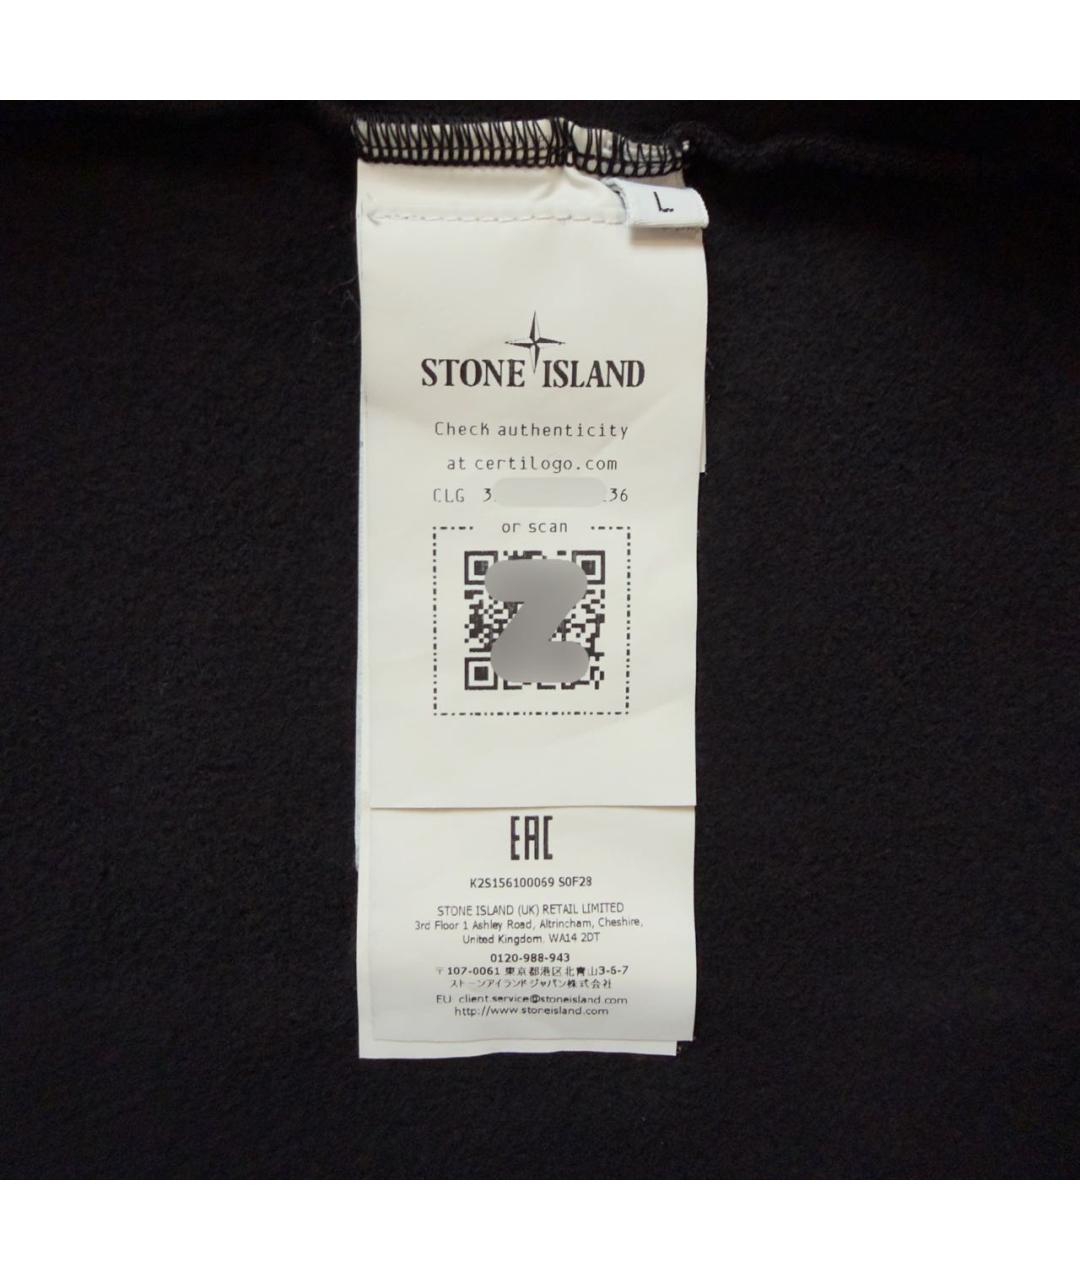 L
STONE ISLAND
Check authenticity
at certilogo.com
CLG 3 36
or scan
Z
EAC
K2S156100069 S0F28
STONE ISLAND (UK) RETAIL LIMITED
3rd Floor 1 Ashley Road, Altrincham, Cheshire,
United Kingdom. WA14 2DT
0120-988-943
〒107-0061 東京都港区北青山3-6-7
ストーンアイランドジャパン株式会社
EU client.service@stoneisland.com
http://www.stoneisland.com